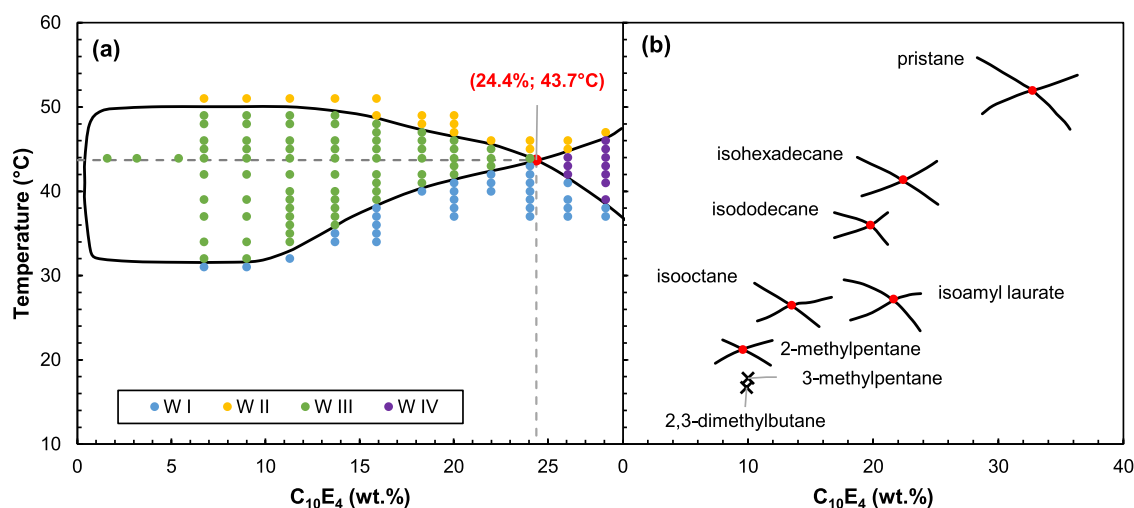 (a)
(24.4%; 43.7°C)
60
50
40
30
20
10
Temperature (°C)
W I
W II
W III
W IV
0
5
10
15
20
25
C10E4 (wt.%)
(b)
pristane
isohexadecane
isododecane
isooctane
isoamyl laurate
2-methylpentane
3-methylpentane
2,3-dimethylbutane
0
10
20
30
40
C10E4 (wt.%)